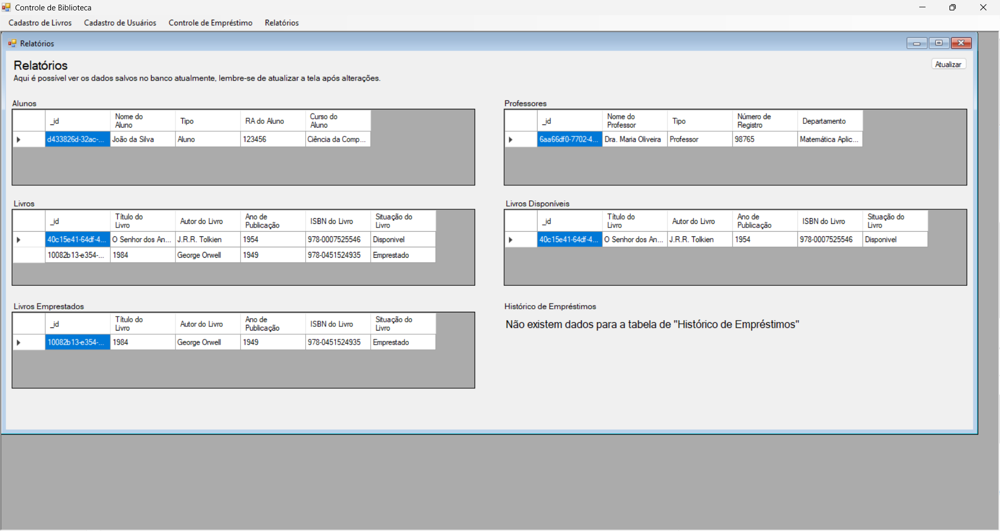 Controle de Biblioteca
Cadastro de Livros Cadastro de Usuários Controle de Empréstimo Relatórios
Relatórios
Relatórios
Atualizar
Aqui é possível ver os dados salvos no banco atualmente, lembre-se de atualizar a tela após alterações.
Alunos
_id Nome do Aluno Tipo RA do Aluno Curso do Aluno
d433826d-32ac-... João da Silva Aluno 123456 Ciência da Comp...
Professores
_id Nome do Professor Tipo Número de Registro Departamento
6aa66df0-7702-4... Dra. Maria Oliveira Professor 98765 Matemática Aplic...
Livros
_id Título do Livro Autor do Livro Ano de Publicação ISBN do Livro Situação do Livro
40c15e41-64df-4... O Senhor dos An... J.R.R. Tolkien 1954 978-0007525546 Disponivel
10082b13-e354-... 1984 George Orwell 1949 978-0451524935 Emprestado
Livros Disponíveis
_id Título do Livro Autor do Livro Ano de Publicação ISBN do Livro Situação do Livro
40c15e41-64df-4... O Senhor dos An... J.R.R. Tolkien 1954 978-0007525546 Disponivel
Livros Emprestados
_id Título do Livro Autor do Livro Ano de Publicação ISBN do Livro Situação do Livro
10082b13-e354-... 1984 George Orwell 1949 978-0451524935 Emprestado
Histórico de Empréstimos
Não existem dados para a tabela de "Histórico de Empréstimos"